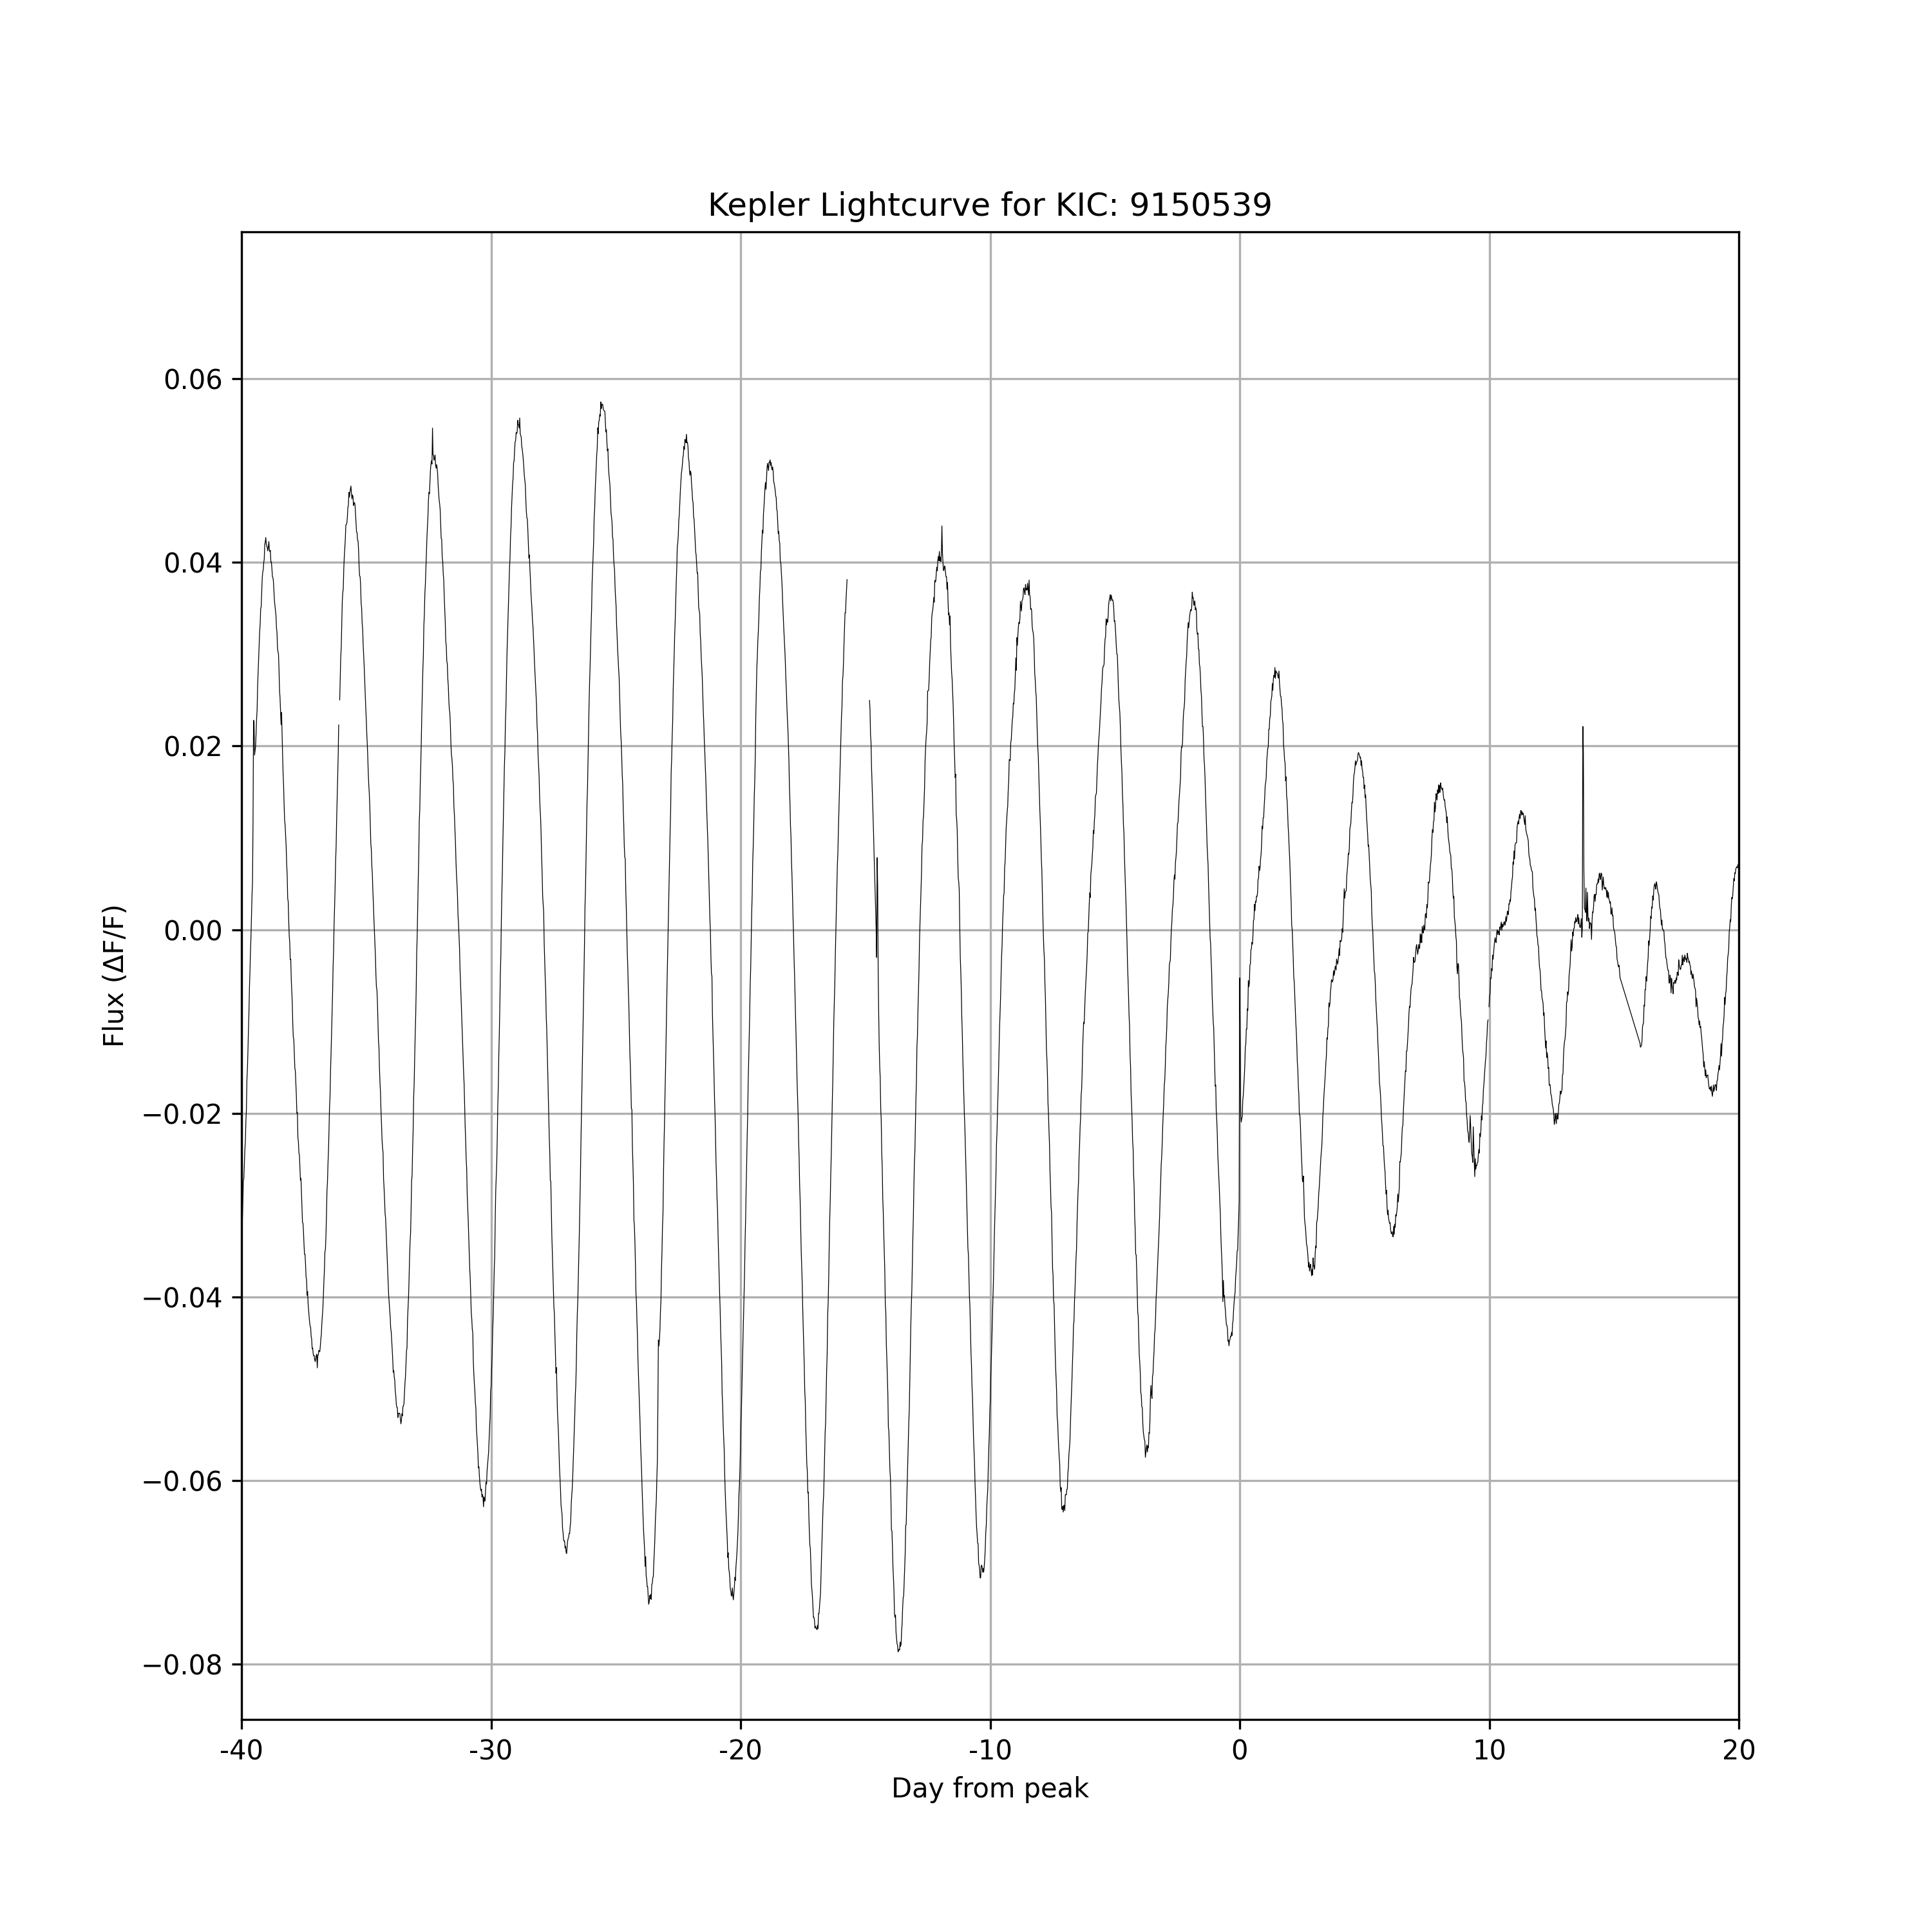 Kepler Lightcurve for KIC: 9150539
0.06
0.04
0.02
0.00
−0.02
−0.04
−0.06
−0.08
Flux (ΔF/F)
-40 -30 -20 -10 0 10 20
Day from peak